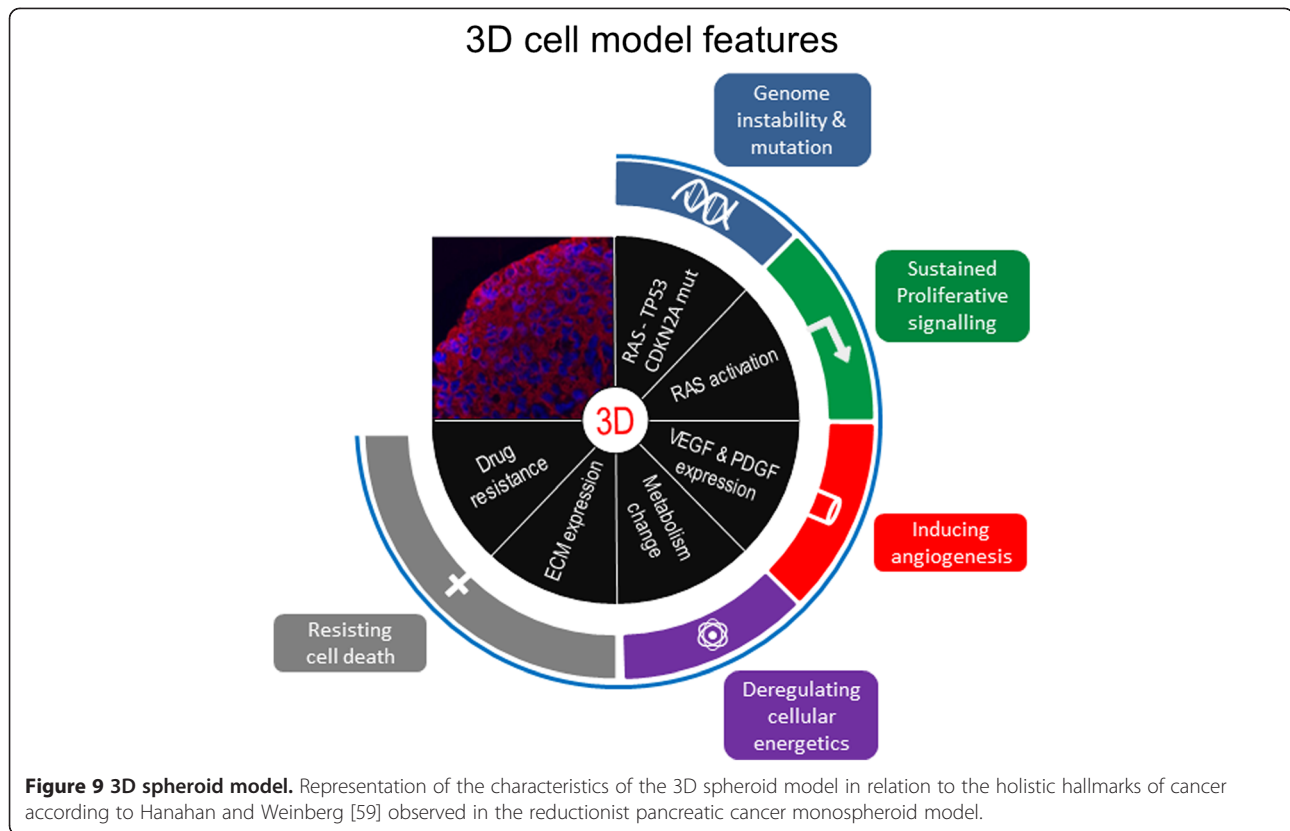 3D cell model features
Genome
instability &
mutation
Sustained
Proliferative
signalling
RAS - TP53
CDKN2A mut
RAS activation
3D
VEGF & PDGF
expression
Metabolism
change
ECM expression
Drug
resistance
Inducing
angiogenesis
Resisting
cell death
Deregulating
cellular
energetics
Figure 9 3D spheroid model. Representation of the characteristics of the 3D spheroid model in relation to the holistic hallmarks of cancer
according to Hanahan and Weinberg [59] observed in the reductionist pancreatic cancer monospheroid model.